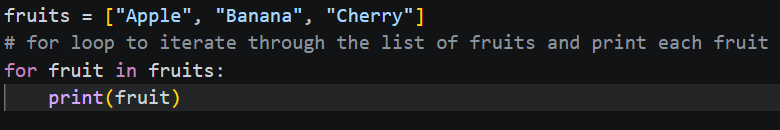 fruits = ["Apple", "Banana", "Cherry"]
# for loop to iterate through the list of fruits and print each fruit
for fruit in fruits:
    print(fruit)